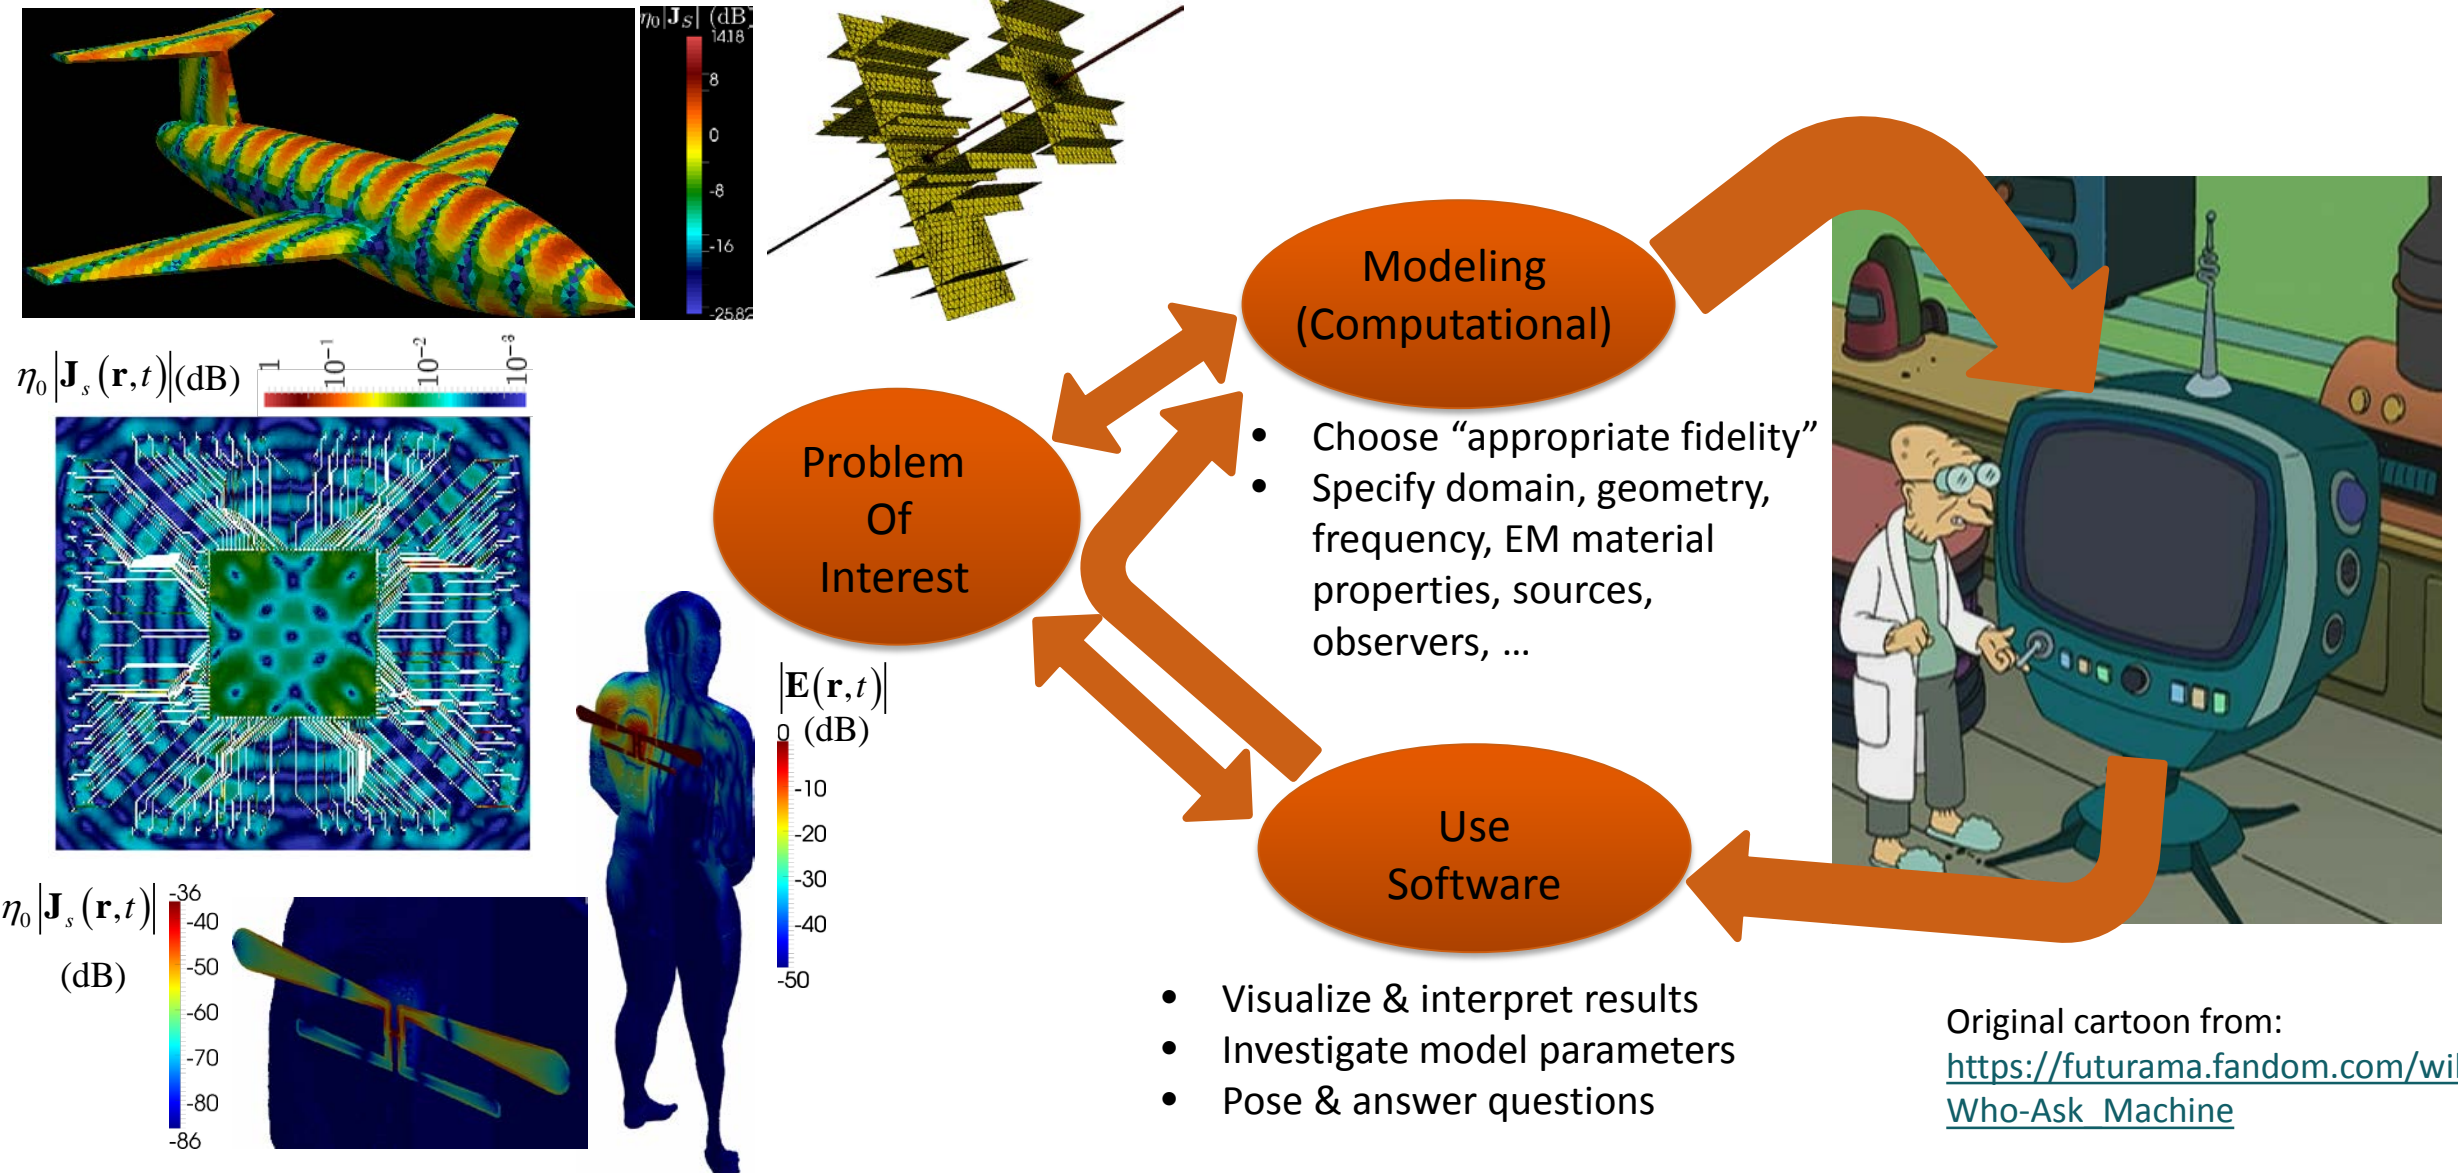 η₀|J_S| (dB)
14.18
8
0
-8
-16
-25.82
η₀|J_s(r,t)|(dB)
1
10⁻¹
10⁻²
10⁻³
Modeling
(Computational)
Problem
Of
Interest
• Choose “appropriate fidelity”
• Specify domain, geometry,
frequency, EM material
properties, sources,
observers, …
|E(r,t)|
(dB)
0
-10
-20
-30
-40
-50
Use
Software
η₀|J_s(r,t)|
(dB)
-36
-40
-50
-60
-70
-80
-86
• Visualize & interpret results
• Investigate model parameters
• Pose & answer questions
Original cartoon from:
https://futurama.fandom.com/wi
Who-Ask_Machine